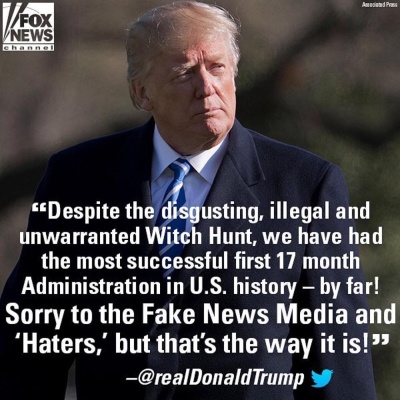 Associated Press
FOX
NEWS
channel
“Despite the disgusting, illegal and
unwarranted Witch Hunt, we have had
the most successful first 17 month
Administration in U.S. history – by far!
Sorry to the Fake News Media and
‘Haters,’ but that’s the way it is!”
–@realDonaldTrump